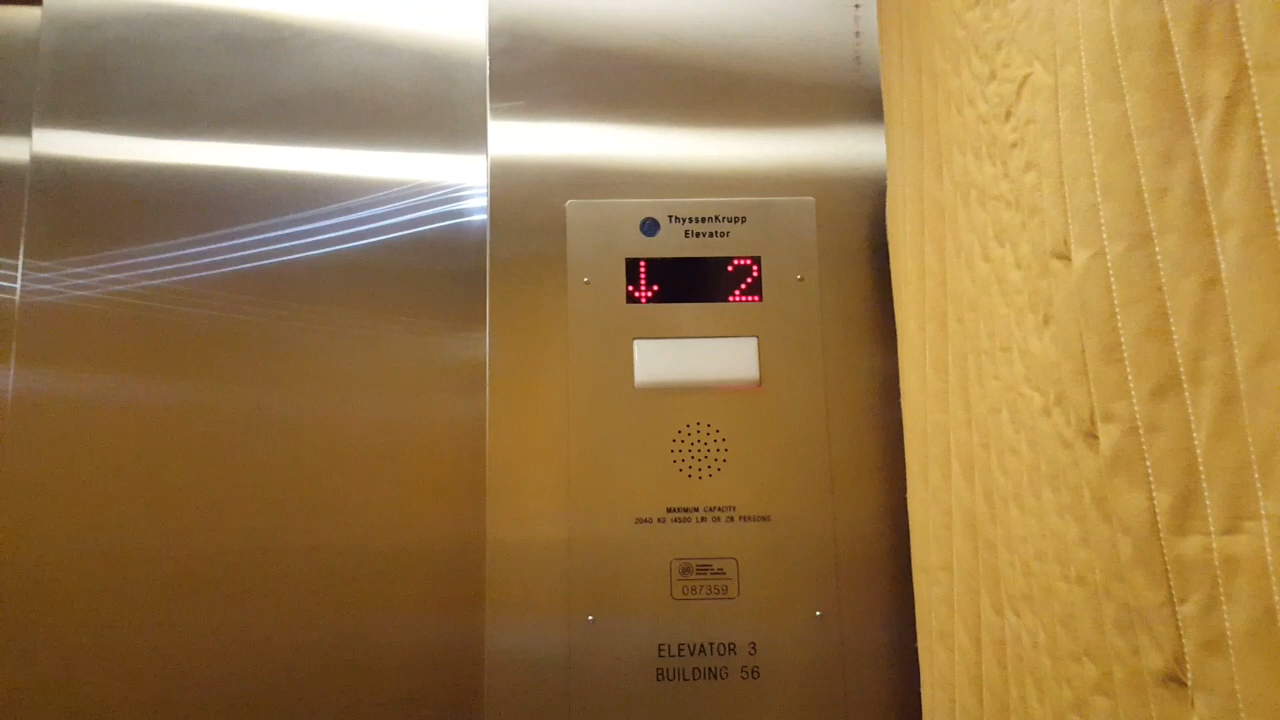 ThyssenKrupp
Elevator
↓ 2
MAXIMUM CAPACITY
2040 KG (4500 LB) OR 28 PERSONS
087359
ELEVATOR 3
BUILDING 56